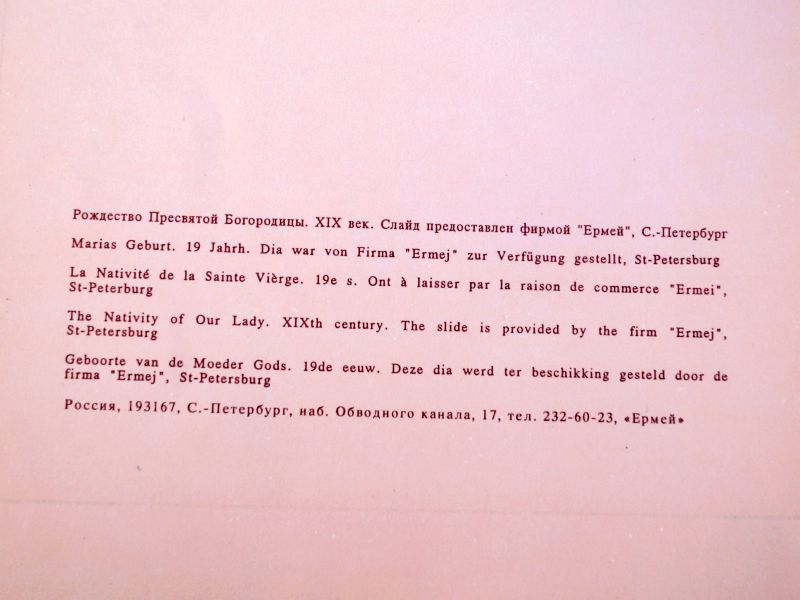 Рождество Пресвятой Богородицы. XIX век. Слайд предоставлен фирмой "Ермей", С.-Петербург
Marias Geburt. 19 Jahrh. Dia war von Firma "Ermej" zur Verfügung gestellt, St-Petersburg
La Nativité de la Sainte Vièrge. 19e s. Ont à laisser par la raison de commerce "Ermei",
St-Peterburg
The Nativity of Our Lady. XIXth century. The slide is provided by the firm "Ermej",
St-Petersburg
Geboorte van de Moeder Gods. 19de eeuw. Deze dia werd ter beschikking gesteld door de
firma "Ermej", St-Petersburg
Россия, 193167, С.-Петербург, наб. Обводного канала, 17, тел. 232-60-23, «Ермей»